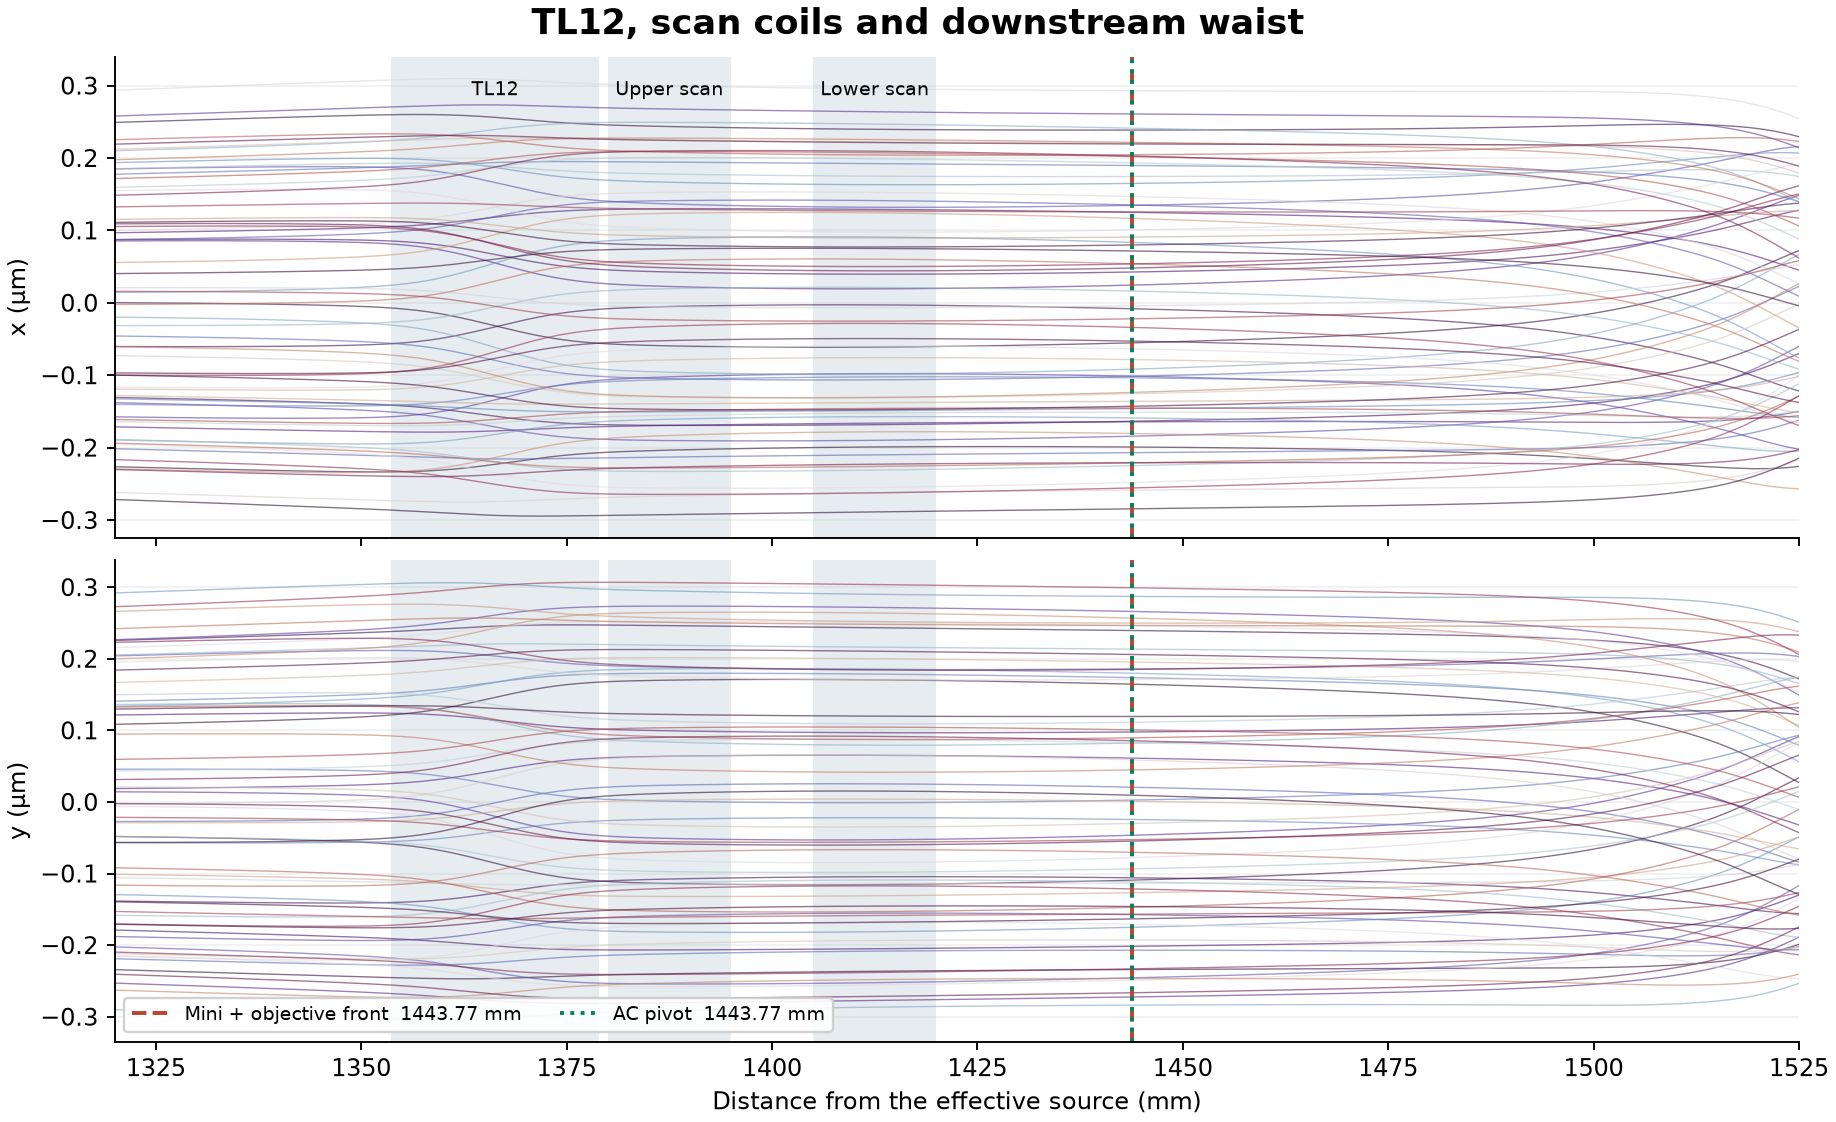 TL12, scan coils and downstream waist
TL12
Upper scan
Lower scan
x (µm)
0.3
0.2
0.1
0.0
−0.1
−0.2
−0.3
y (µm)
0.3
0.2
0.1
0.0
−0.1
−0.2
−0.3
Mini + objective front 1443.77 mm
AC pivot 1443.77 mm
1325 1350 1375 1400 1425 1450 1475 1500 1525
Distance from the effective source (mm)